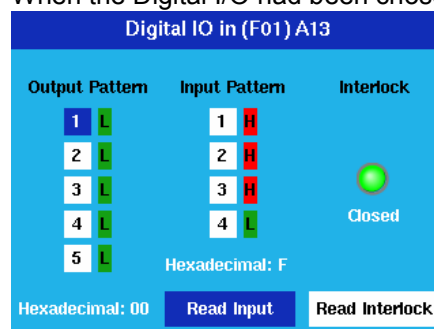 When the Digital I/O had been chos
Digital IO in (F01) A13
Output Pattern Input Pattern Interlock
1 L 1 H
2 L 2 H
3 L 3 H
4 L 4 L Closed
5 L Hexadecimal: F
Hexadecimal: 00 Read Input Read Interlock